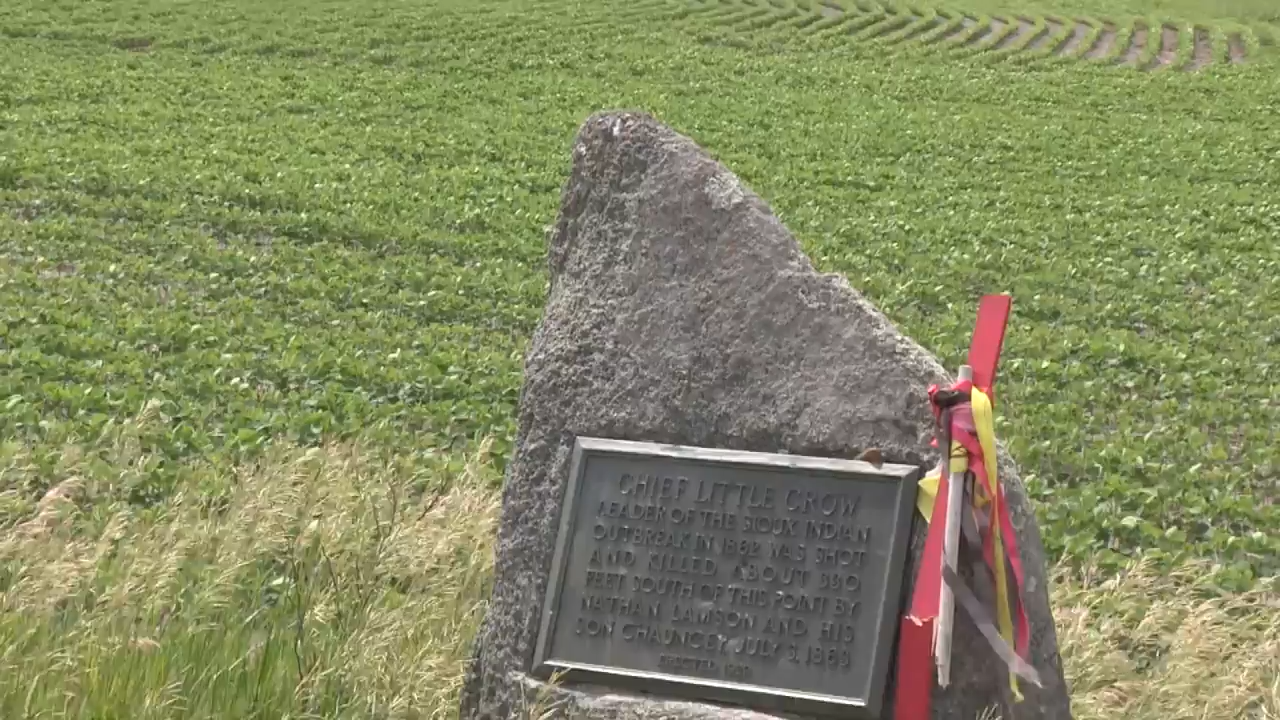 CHIEF LITTLE CROW
LEADER OF THE SIOUX INDIAN
OUTBREAK IN 1862 WAS SHOT
AND KILLED ABOUT 330
FEET SOUTH OF THIS POINT BY
NATHAN LAMSON AND HIS
SON CHAUNCEY JULY 3, 1863
ERECTED